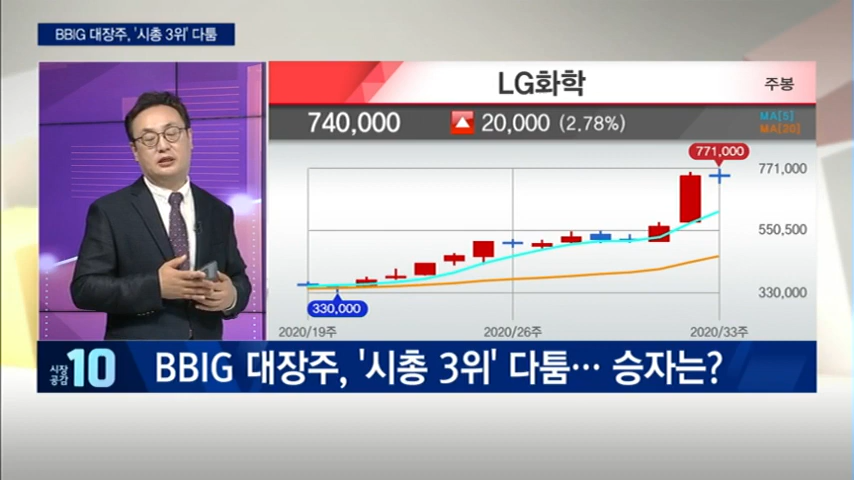 BBIG 대장주, '시총 3위' 다툼
LG화학
주봉
740,000 20,000 (2.78%)
MA[5]
MA[20]
771,000
771,000
550,500
330,000
330,000
2020/19주 2020/26주 2020/33주
시장
공감
10
BBIG 대장주, '시총 3위' 다툼… 승자는?